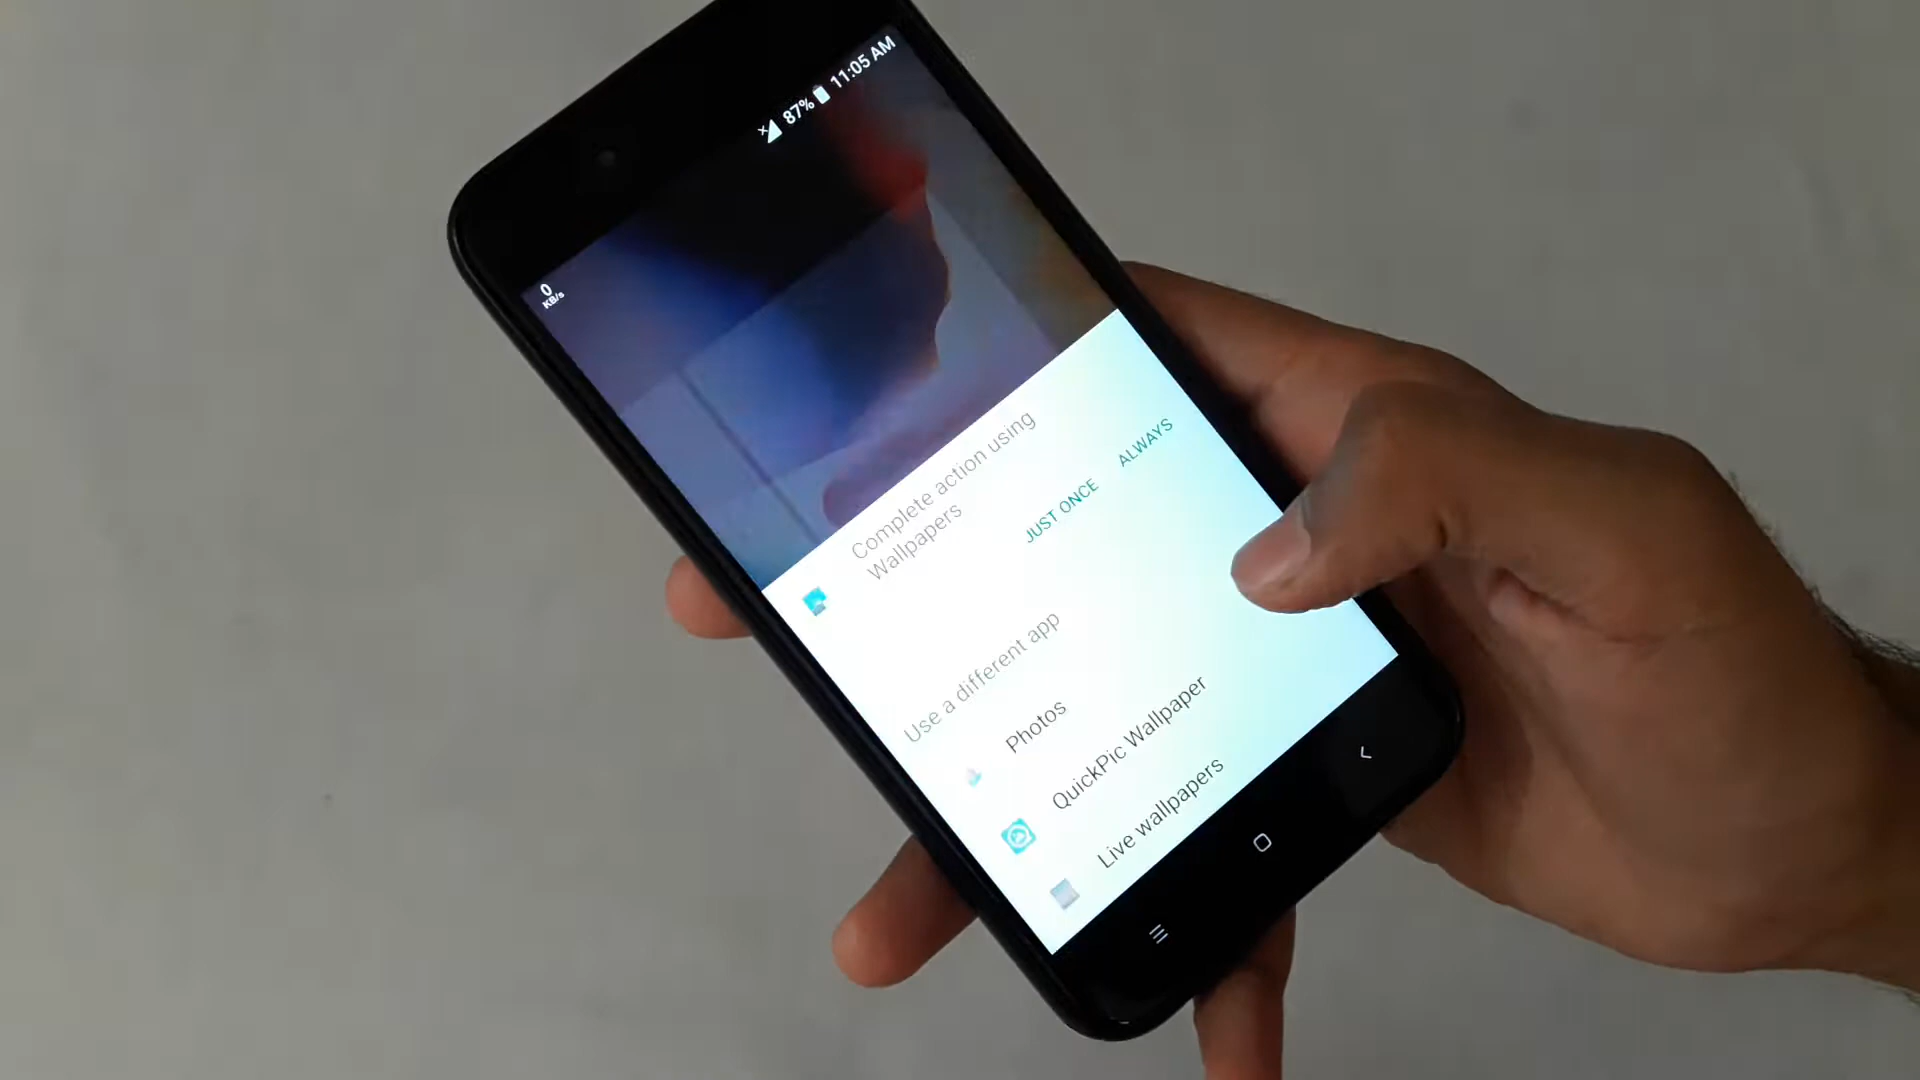 0
KB/s
87% 11:05 AM
Complete action using
Wallpapers
JUST ONCE ALWAYS
Use a different app
Photos
QuickPic Wallpaper
Live wallpapers